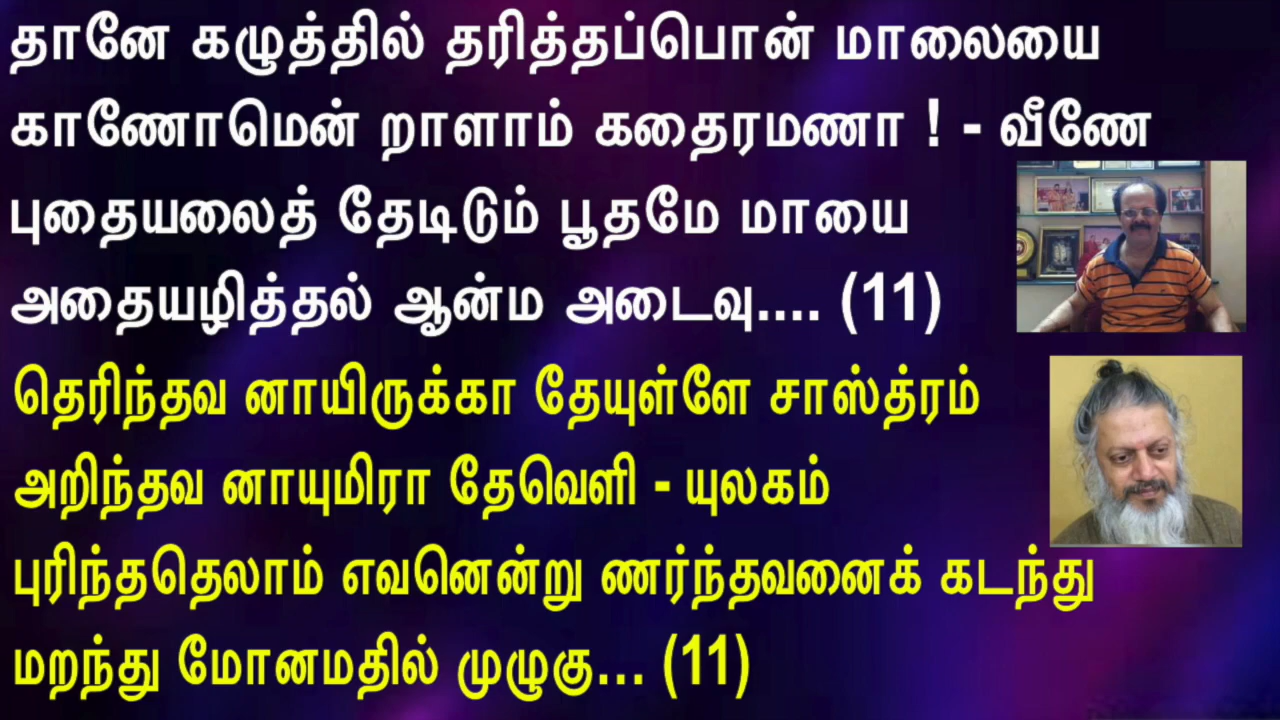 தானே கழுத்தில் தரித்தப்பொன் மாலையை
காணோமென் றாளாம் கதைரமணா ! - வீணே
புதையலைத் தேடிடும் பூதமே மாயை
அதையழித்தல் ஆன்ம அடைவு.... (11)
தெரிந்தவ னாயிருக்கா தேயுள்ளே சாஸ்த்ரம்
அறிந்தவ னாயுமிரா தேவெளி - யுலகம்
புரிந்ததெலாம் எவனென்று ணர்ந்தவனைக் கடந்து
மறந்து மோனமதில் முழுகு... (11)